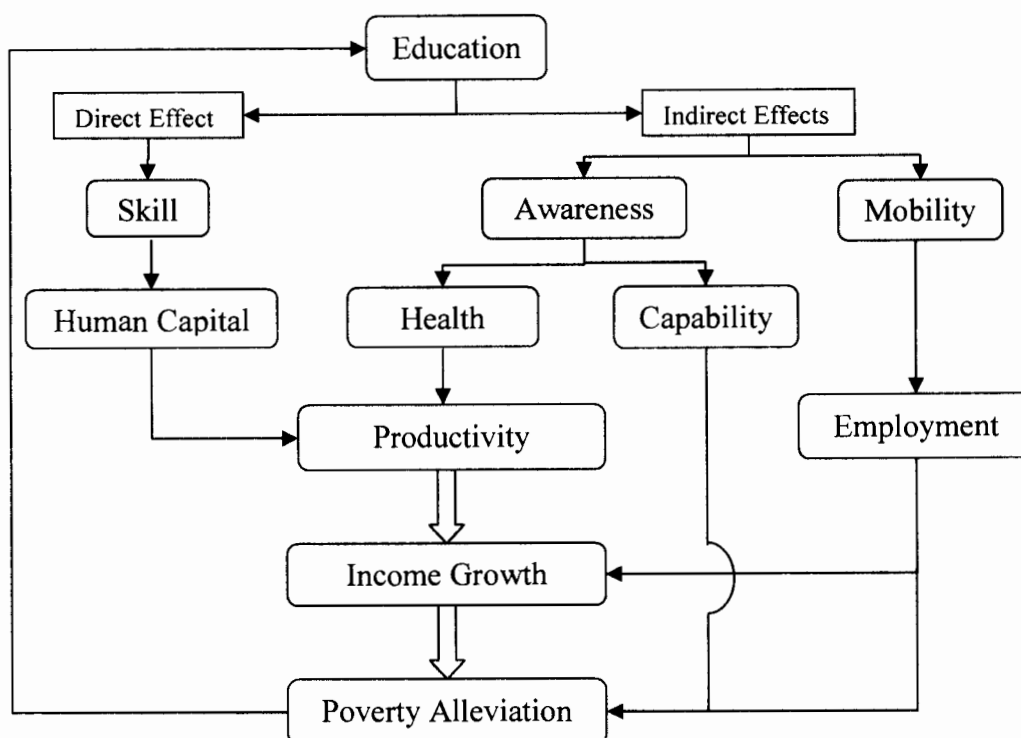 Education
Direct Effect
Indirect Effects
Skill
Awareness
Mobility
Human Capital
Health
Capability
Productivity
Employment
Income Growth
Poverty Alleviation